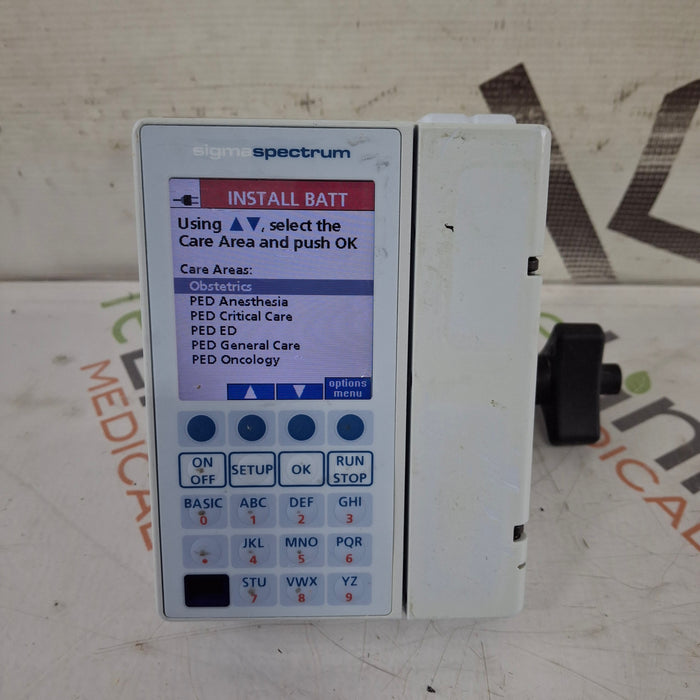 sigmaspectrum
INSTALL BATT
Using ▲▼, select the
Care Area and push OK
Care Areas:
Obstetrics
PED Anesthesia
PED Critical Care
PED ED
PED General Care
PED Oncology
▲ ▼ options
menu
ON
OFF
SETUP
OK
RUN
STOP
BASIC ABC DEF GHI
0 1 2 3
. JKL MNO PQR
4 5 6
STU VWX YZ
7 8 9
MEDICAL
MEDICAL